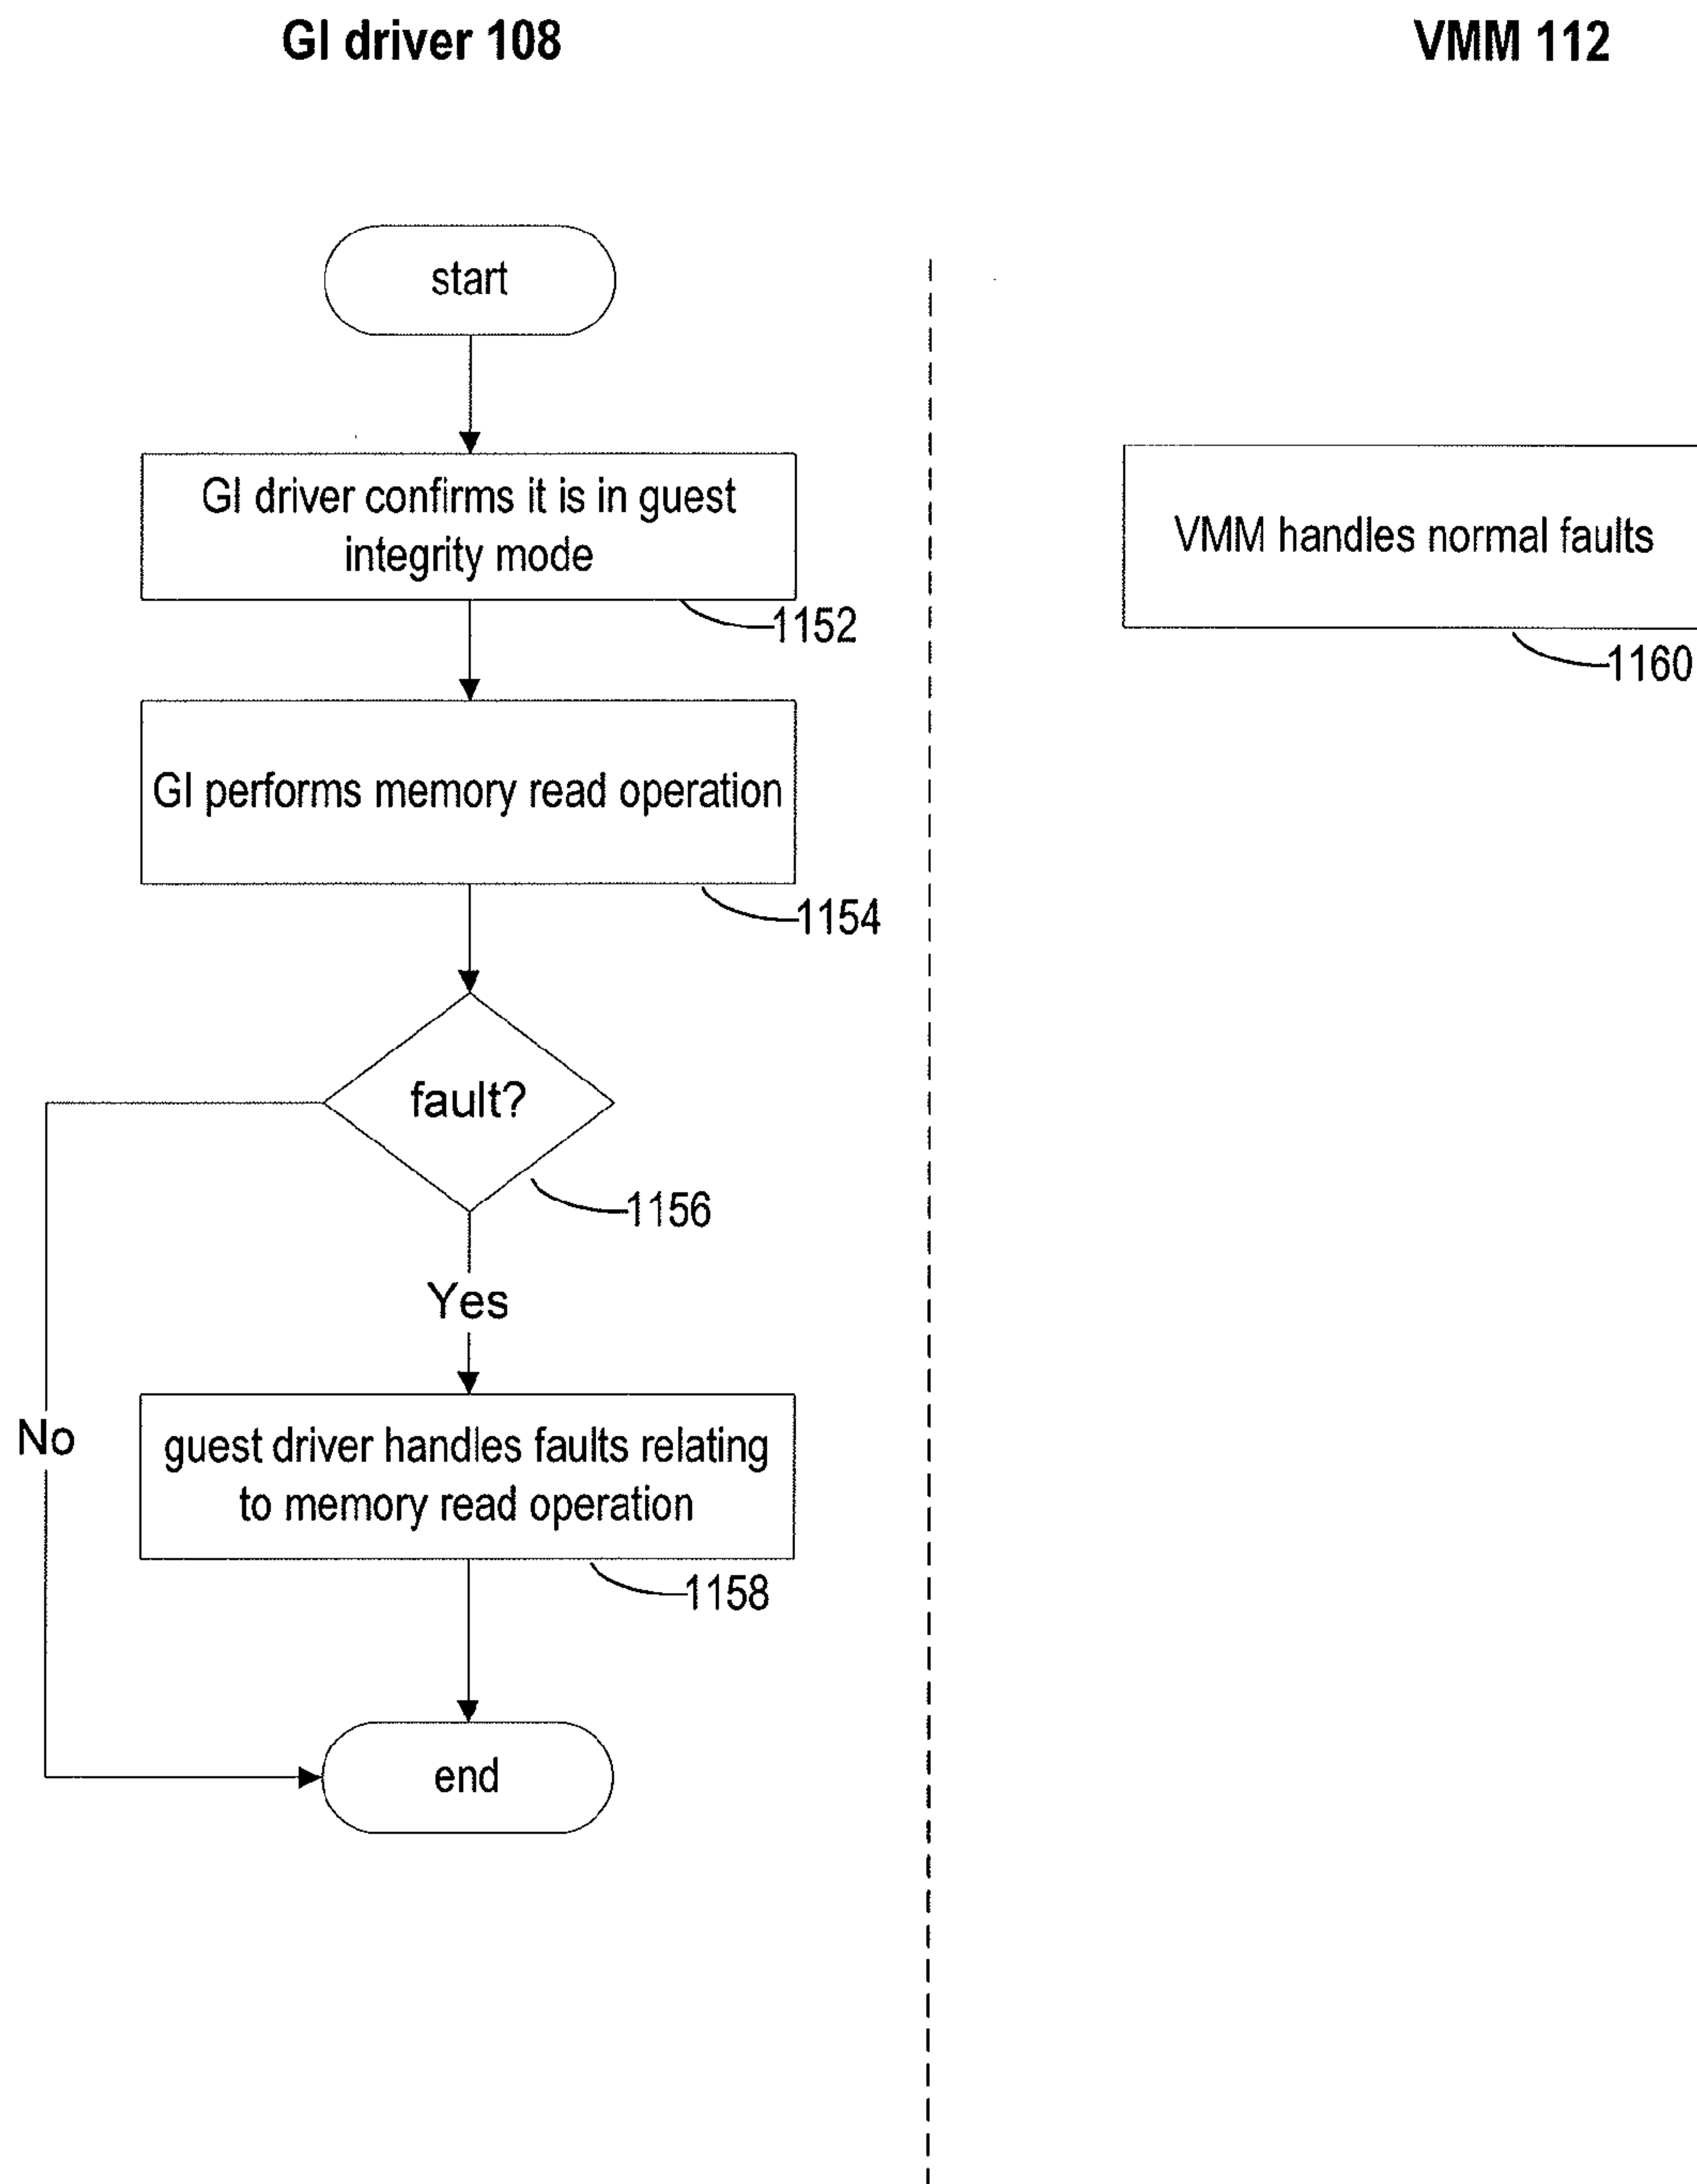 GI driver 108
VMM 112
start
GI driver confirms it is in guest
integrity mode
1152
VMM handles normal faults
1160
GI performs memory read operation
1154
fault?
1156
Yes
No
guest driver handles faults relating
to memory read operation
1158
end